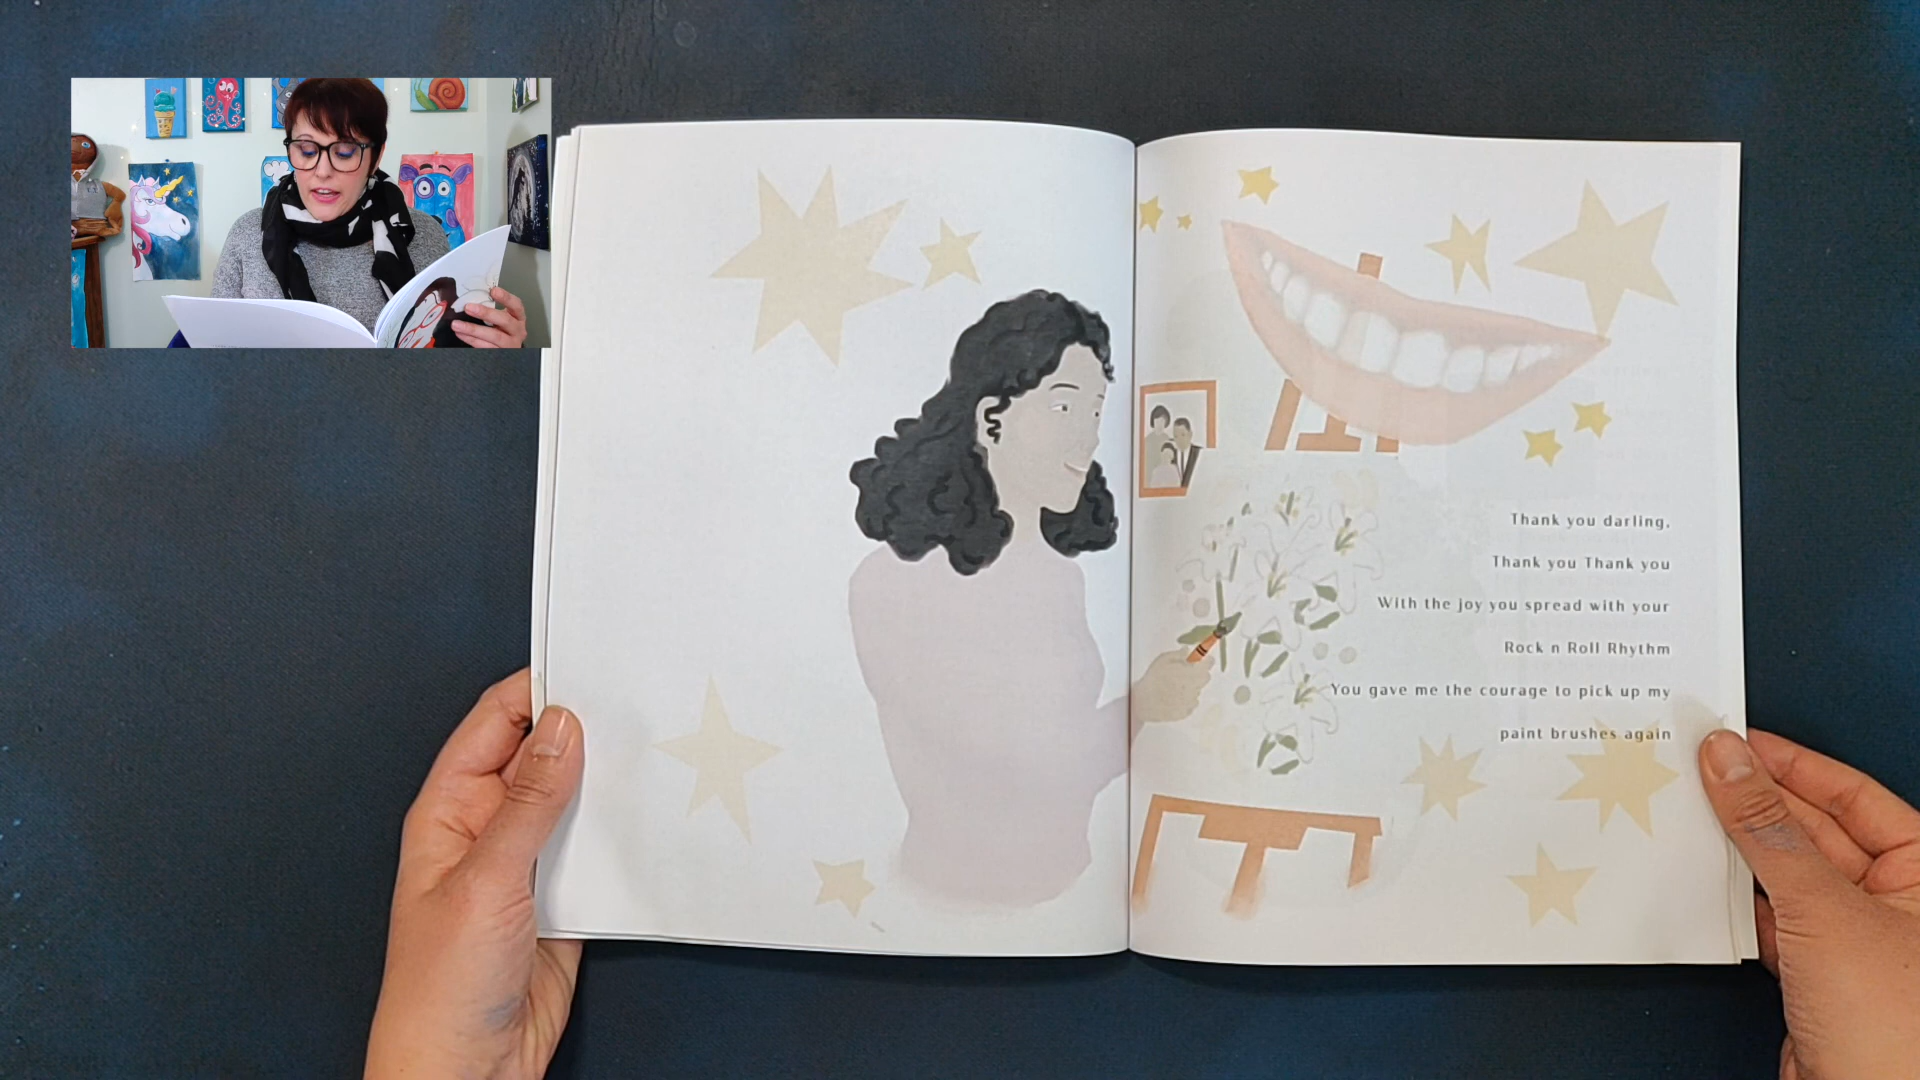 Thank you darling,
Thank you Thank you
With the joy you spread with your
Rock n Roll Rhythm
You gave me the courage to pick up my
paint brushes again